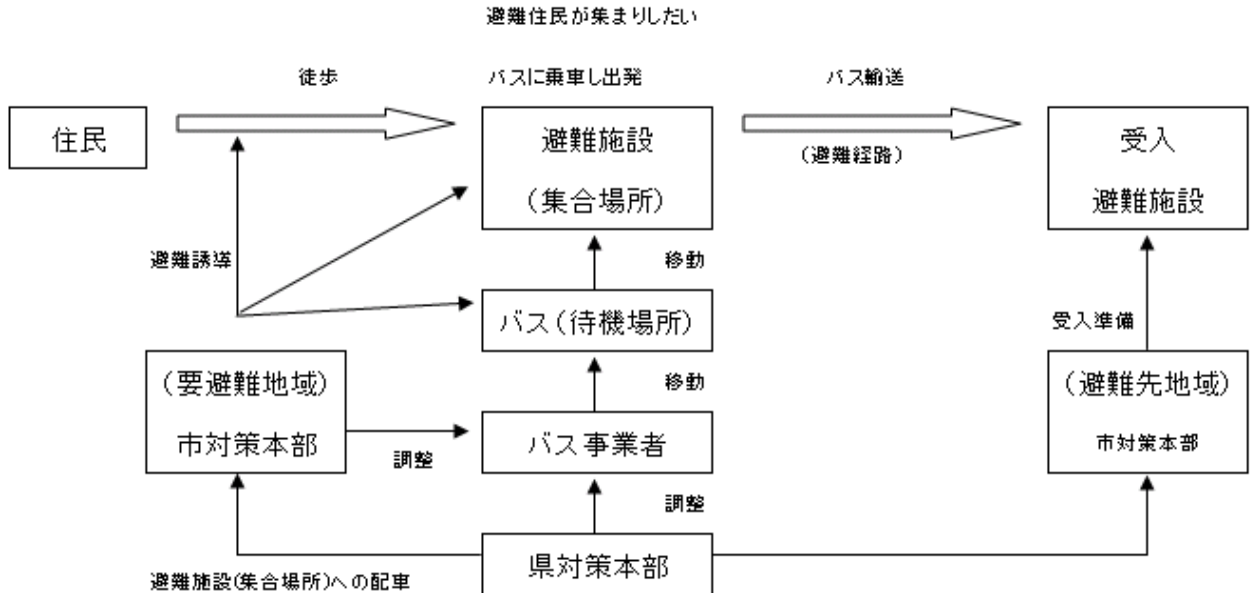 避難住民が集まりしたい
徒歩
バスに乗車し出発
バス輸送
住民
避難施設
(集合場所)
(避難経路)
受入
避難施設
避難誘導
移動
バス(待機場所)
受入準備
(要避難地域)
市対策本部
移動
(避難先地域)
市対策本部
調整
バス事業者
調整
県対策本部
避難施設(集合場所)への配車